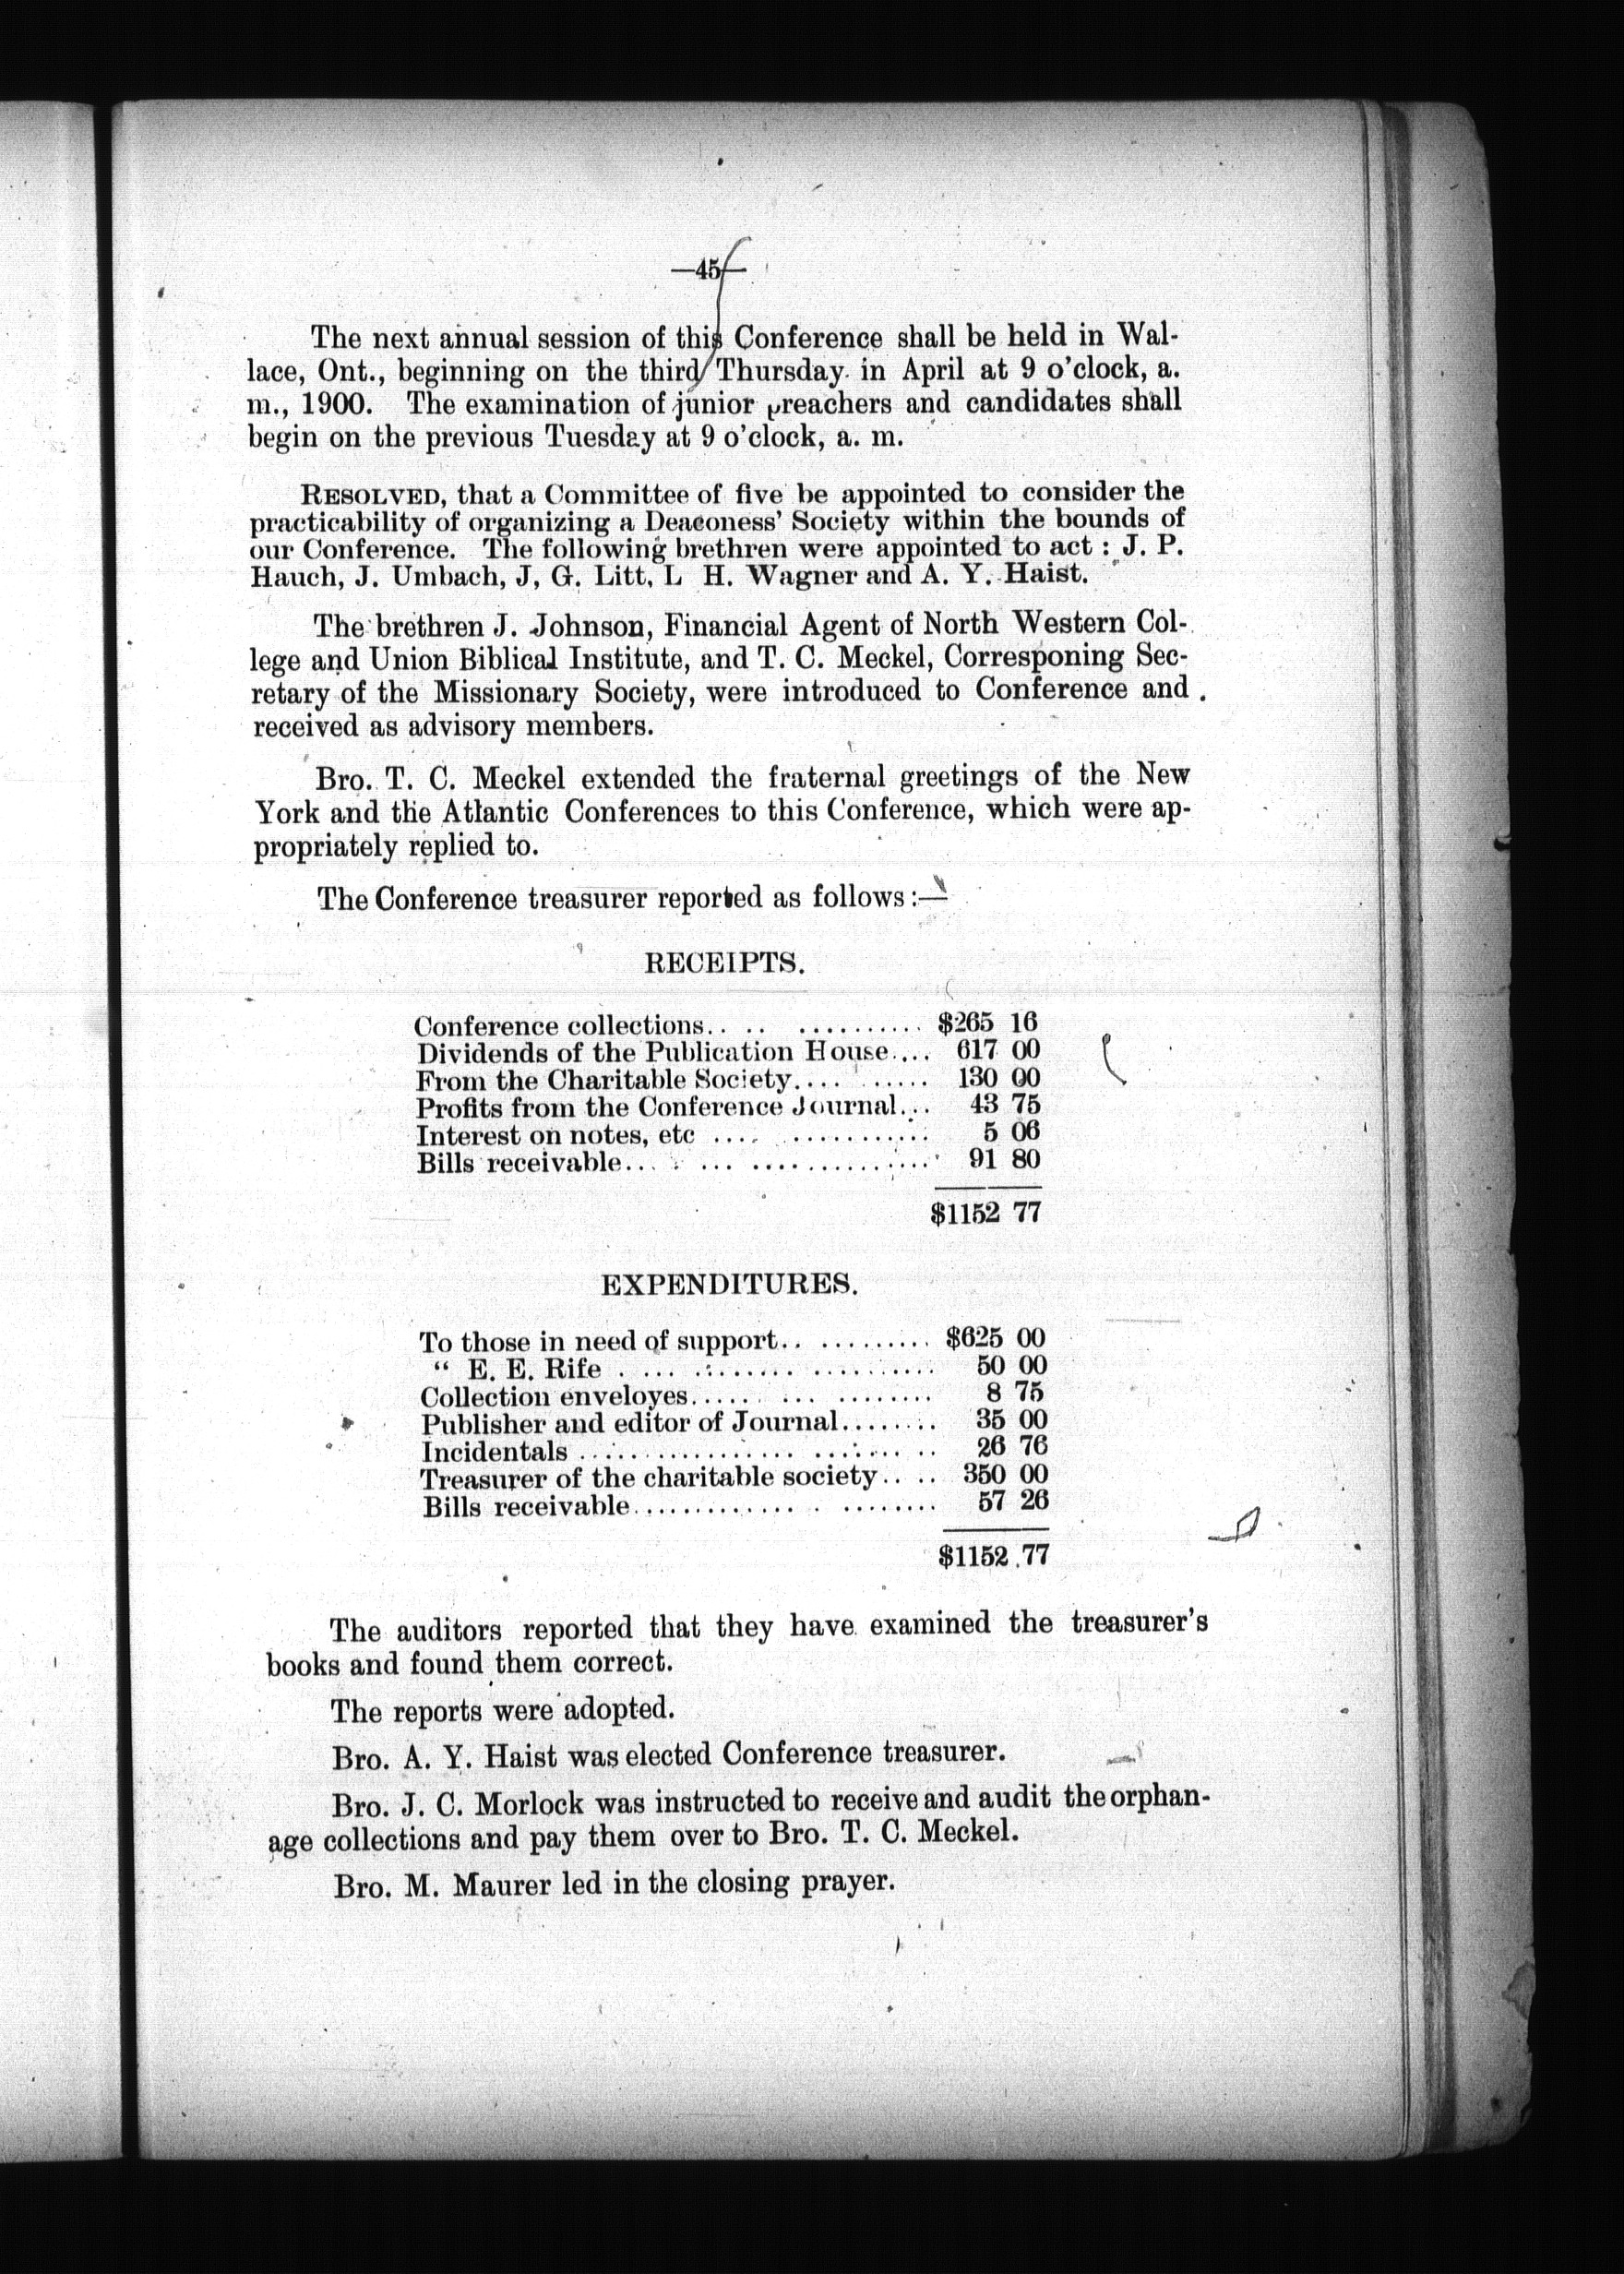 —45—
The next annual session of this Conference shall be held in Wal-
lace, Ont., beginning on the third Thursday in April at 9 o'clock, a.
m., 1900. The examination of junior preachers and candidates shall
begin on the previous Tuesday at 9 o'clock, a. m.
RESOLVED, that a Committee of five be appointed to consider the
practicability of organizing a Deaconess' Society within the bounds of
our Conference. The following brethren were appointed to act : J. P.
Hauch, J. Umbach, J, G. Litt, L H. Wagner and A. Y. Haist.
The brethren J. Johnson, Financial Agent of North Western Col-
lege and Union Biblical Institute, and T. C. Meckel, Corresponing Sec-
retary of the Missionary Society, were introduced to Conference and
received as advisory members.
Bro. T. C. Meckel extended the fraternal greetings of the New
York and the Atlantic Conferences to this Conference, which were ap-
propriately replied to.
The Conference treasurer reported as follows :—
RECEIPTS.
Conference collections.. .. .......... $265 16
Dividends of the Publication House.... 617 00
From the Charitable Society.... ...... 130 00
Profits from the Conference Journal... 43 75
Interest on notes, etc .... ........... 5 06
Bills receivable... . ... ............. 91 80
$1152 77
EXPENDITURES.
To those in need of support.. .......... $625 00
“ E. E. Rife . ... ........ .......... 50 00
Collection enveloyes...... ... ........ 8 75
Publisher and editor of Journal........ 35 00
Incidentals .................. ...... .. 26 76
Treasurer of the charitable society.. .. 350 00
Bills receivable............. . ........ 57 26
$1152 77
The auditors reported that they have examined the treasurer's
books and found them correct.
The reports were adopted.
Bro. A. Y. Haist was elected Conference treasurer.
Bro. J. C. Morlock was instructed to receive and audit the orphan-
age collections and pay them over to Bro. T. C. Meckel.
Bro. M. Maurer led in the closing prayer.